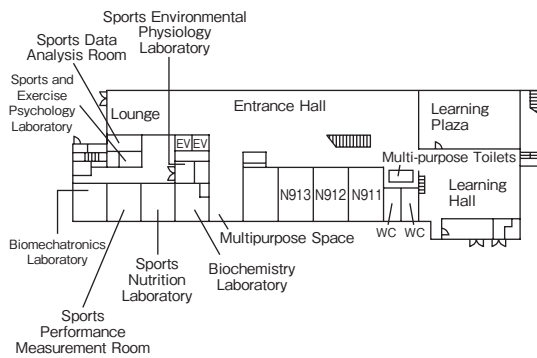 Sports Environmental
Physiology
Laboratory
Sports Data
Analysis Room
Sports and
Exercise
Psychology
Laboratory
Lounge
Entrance Hall
Learning
Plaza
EV
EV
Multi-purpose Toilets
N913
N912
N911
Learning
Hall
WC
WC
Multipurpose Space
Biomechatronics
Laboratory
Sports
Nutrition
Laboratory
Biochemistry
Laboratory
Sports
Performance
Measurement Room